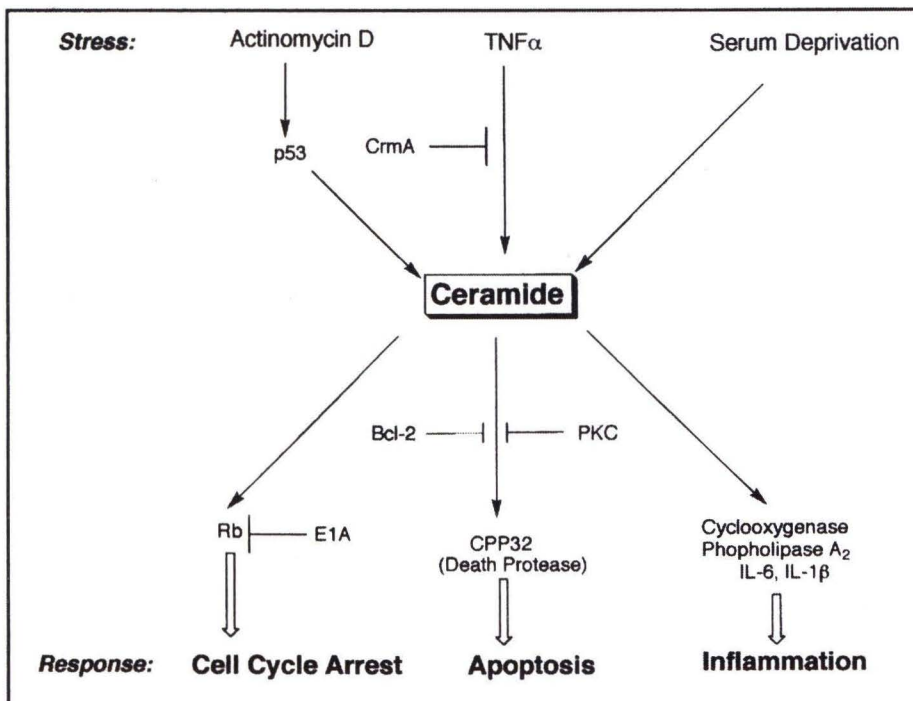 Stress: Actinomycin D TNFα Serum Deprivation
p53
CrmA
Ceramide
Bcl-2 PKC
Rb E1A
CPP32
(Death Protease)
Cyclooxygenase
Phopholipase A₂
IL-6, IL-1β
Response: Cell Cycle Arrest Apoptosis Inflammation